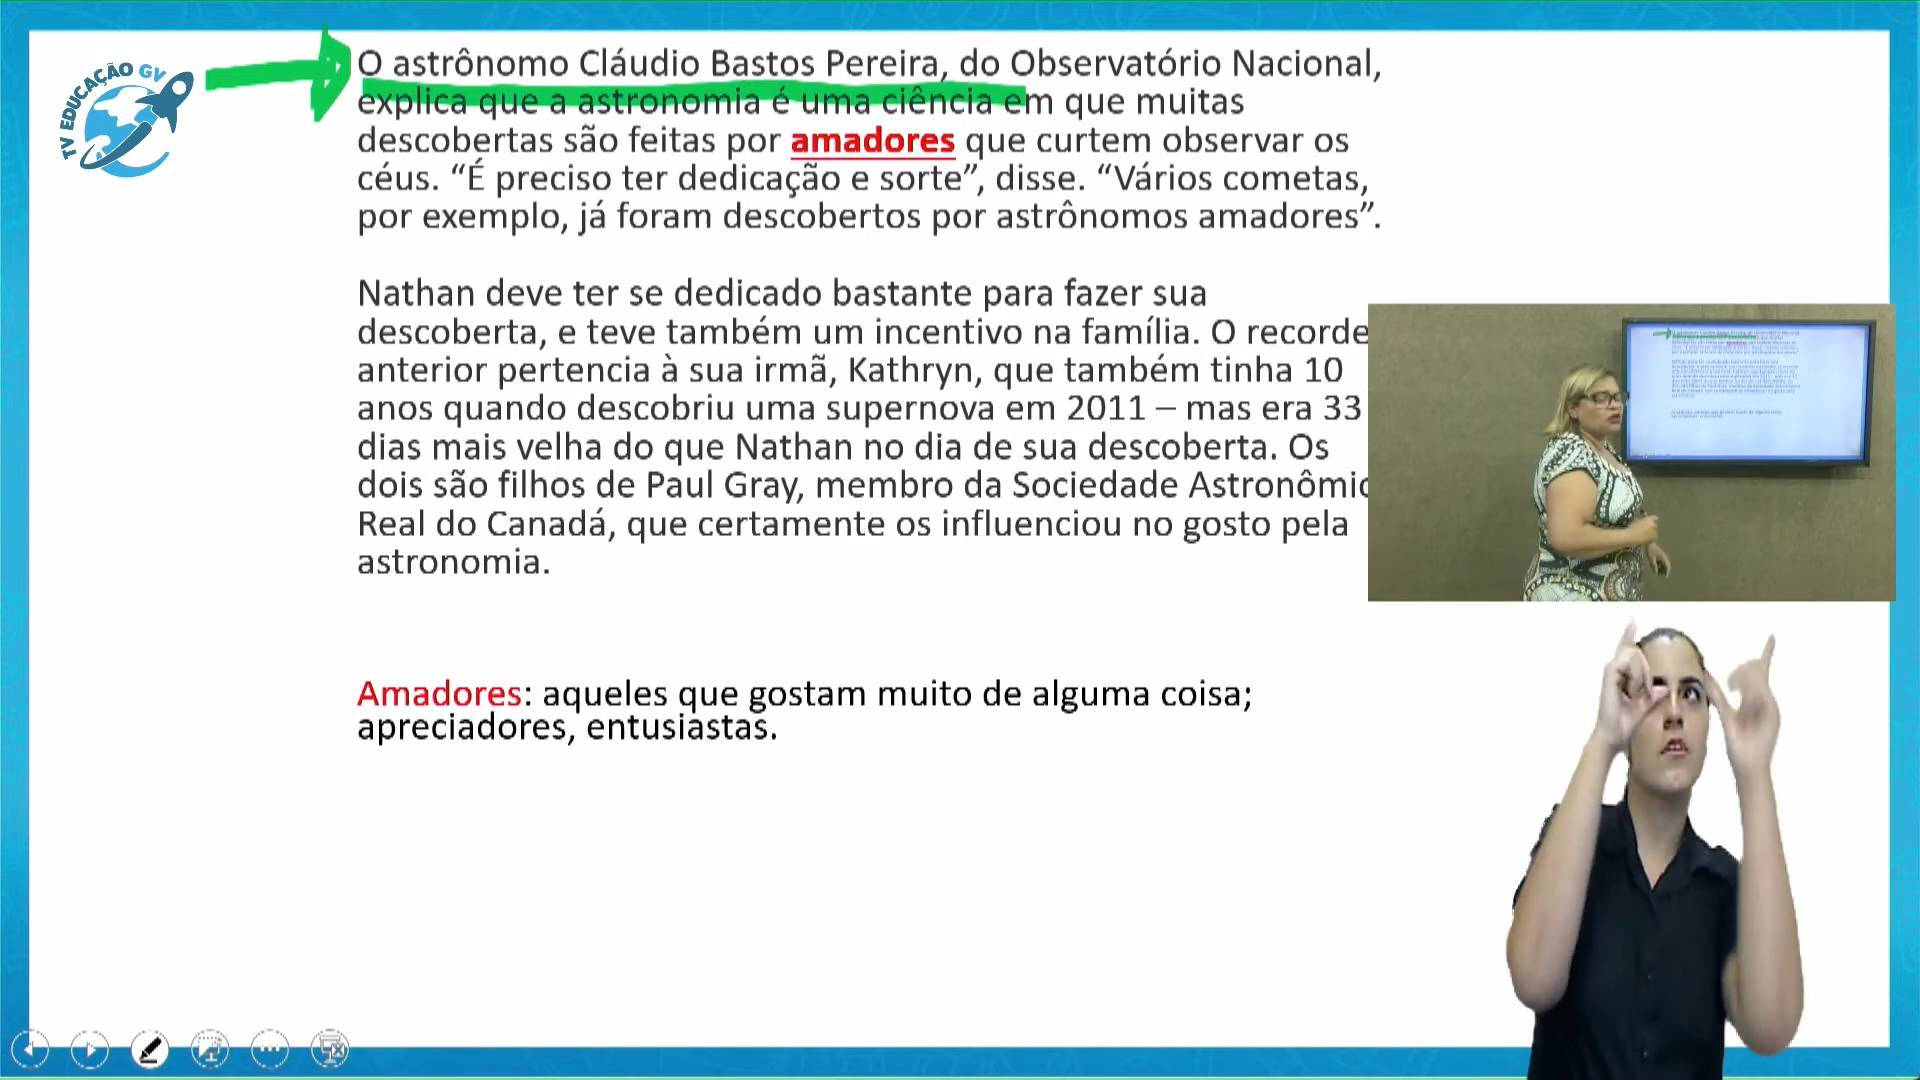 TV EDUCAÇÃO GV
O astrônomo Cláudio Bastos Pereira, do Observatório Nacional,
explica que a astronomia é uma ciência em que muitas
descobertas são feitas por amadores que curtem observar os
céus. “É preciso ter dedicação e sorte”, disse. “Vários cometas,
por exemplo, já foram descobertos por astrônomos amadores”.
Nathan deve ter se dedicado bastante para fazer sua
descoberta, e teve também um incentivo na família. O recorde
anterior pertencia à sua irmã, Kathryn, que também tinha 10
anos quando descobriu uma supernova em 2011 – mas era 33
dias mais velha do que Nathan no dia de sua descoberta. Os
dois são filhos de Paul Gray, membro da Sociedade Astronômic
Real do Canadá, que certamente os influenciou no gosto pela
astronomia.
Amadores: aqueles que gostam muito de alguma coisa;
apreciadores, entusiastas.